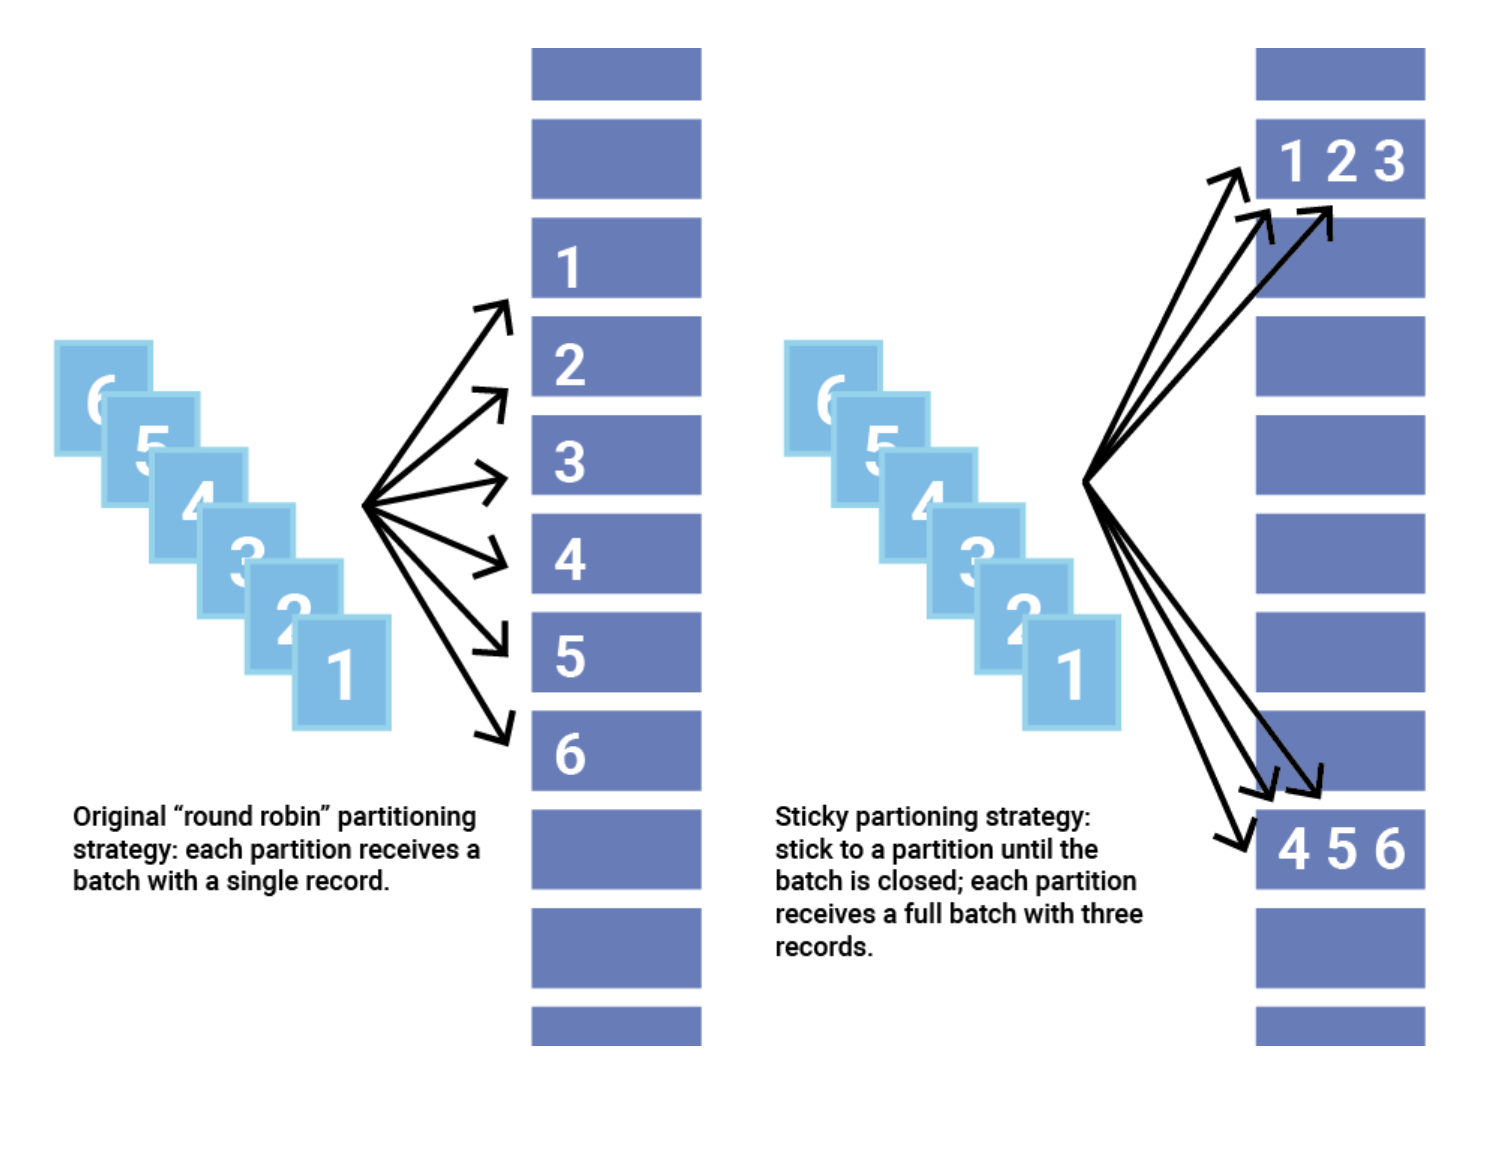 6
5
4
3
2
1
1
2
3
4
5
6
Original “round robin” partitioning
strategy: each partition receives a
batch with a single record.
6
5
4
3
2
1
1 2 3
4 5 6
Sticky partioning strategy:
stick to a partition until the
batch is closed; each partition
receives a full batch with three
records.